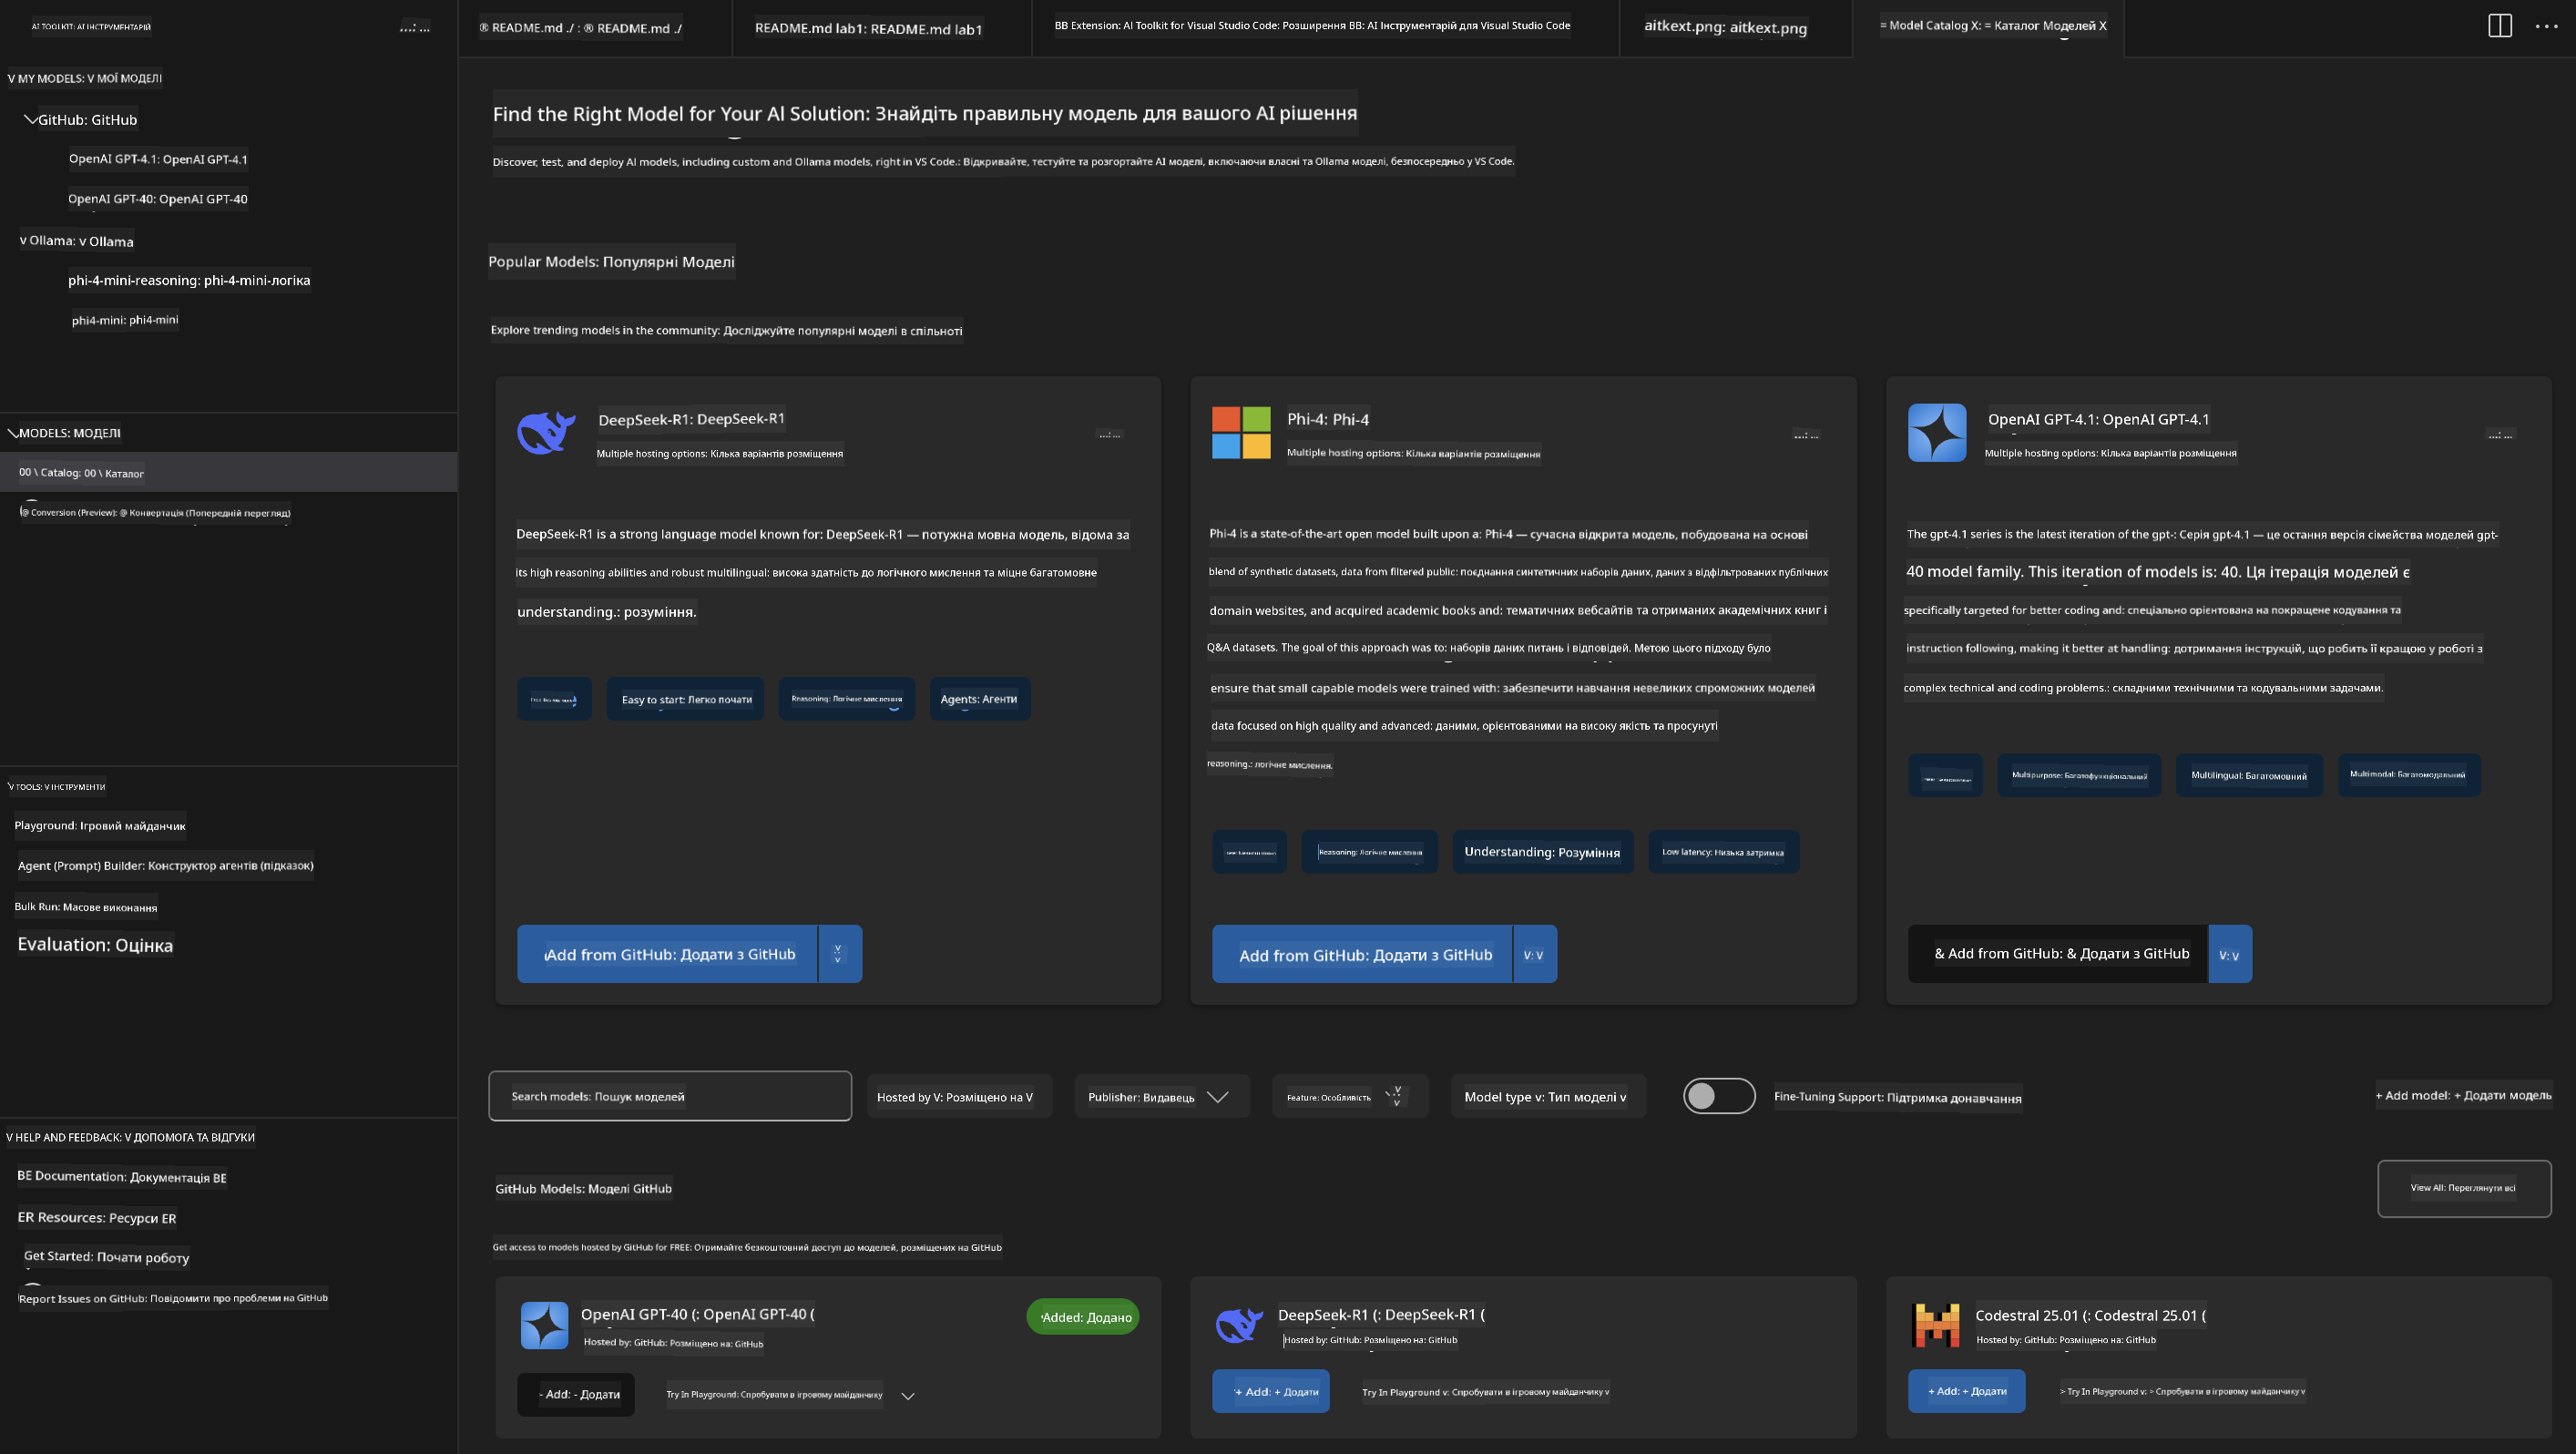 AI TOOLKIT: AI ІНСТРУМЕНТАРІЙ
....: ...
® README.md ./ : ® README.md ./
README.md lab1: README.md lab1
BB Extension: AI Toolkit for Visual Studio Code: Розширення BB: AI Інструментарій для Visual Studio Code
aitkext.png: aitkext.png
= Model Catalog X: = Каталог Моделей X
V MY MODELS: V МОЇ МОДЕЛІ
GitHub: GitHub
OpenAI GPT-4.1: OpenAI GPT-4.1
OpenAI GPT-40: OpenAI GPT-40
v Ollama: v Ollama
phi-4-mini-reasoning: phi-4-mini-логіка
phi4-mini: phi4-mini
MODELS: МОДЕЛІ
00 \ Catalog: 00 \ Каталог
@ Conversion (Preview): @ Конвертація (Попередній перегляд)
V TOOLS: V ІНСТРУМЕНТИ
Playground: Ігровий майданчик
Agent (Prompt) Builder: Конструктор агентів (підказок)
Bulk Run: Масове виконання
Evaluation: Оцінка
V HELP AND FEEDBACK: V ДОПОМОГА ТА ВІДГУКИ
BE Documentation: Документація BE
ER Resources: Ресурси ER
Get Started: Почати роботу
Report Issues on GitHub: Повідомити про проблеми на GitHub
Find the Right Model for Your Al Solution: Знайдіть правильну модель для вашого AI рішення
Discover, test, and deploy AI models, including custom and Ollama models, right in VS Code.: Відкривайте, тестуйте та розгортайте AI моделі, включаючи власні та Ollama моделі, безпосередньо у VS Code.
Popular Models: Популярні Моделі
Explore trending models in the community: Досліджуйте популярні моделі в спільноті
DeepSeek-R1: DeepSeek-R1
Multiple hosting options: Кілька варіантів розміщення
DeepSeek-R1 is a strong language model known for: DeepSeek-R1 — потужна мовна модель, відома за
its high reasoning abilities and robust multilingual: висока здатність до логічного мислення та міцне багатомовне
understanding.: розуміння.
Easy to start: Легко почати
Reasoning: Логічне мислення
Agents: Агенти
Add from GitHub: Додати з GitHub
Phi-4: Phi-4
Multiple hosting options: Кілька варіантів розміщення
Phi-4 is a state-of-the-art open model built upon a: Phi-4 — сучасна відкрита модель, побудована на основі
blend of synthetic datasets, data from filtered public: поєднання синтетичних наборів даних, даних з відфільтрованих публічних
domain websites, and acquired academic books and: тематичних вебсайтів та отриманих академічних книг і
Q&A datasets. The goal of this approach was to: наборів даних питань і відповідей. Метою цього підходу було
ensure that small capable models were trained with: забезпечити навчання невеликих спроможних моделей
data focused on high quality and advanced: даними, орієнтованими на високу якість та просунуті
reasoning.: логічне мислення.
Reasoning: Логічне мислення
Understanding: Розуміння
Low latency: Низька затримка
Add from GitHub: Додати з GitHub
V: V
OpenAI GPT-4.1: OpenAI GPT-4.1
Multiple hosting options: Кілька варіантів розміщення
The gpt-4.1 series is the latest iteration of the gpt-: Серія gpt-4.1 — це остання версія сімейства моделей gpt-
40 model family. This iteration of models is: 40. Ця ітерація моделей є
specifically targeted for better coding and: спеціально орієнтована на покращене кодування та
instruction following, making it better at handling: дотримання інструкцій, що робить її кращою у роботі з
complex technical and coding problems.: складними технічними та кодувальними задачами.
Multipurpose: Багатофункціональний
Multilingual: Багатомовний
Multimodal: Багатомодальний
& Add from GitHub: & Додати з GitHub
V: V
Search models: Пошук моделей
Hosted by V: Розміщено на V
Publisher: Видавець
Feature: Особливість
Model type v: Тип моделі v
Fine-Tuning Support: Підтримка донавчання
+ Add model: + Додати модель
GitHub Models: Моделі GitHub
View All: Переглянути всі
Get access to models hosted by GitHub for FREE: Отримайте безкоштовний доступ до моделей, розміщених на GitHub
OpenAI GPT-40 (: OpenAI GPT-40 (
Added: Додано
Hosted by: GitHub: Розміщено на: GitHub
- Add: - Додати
Try In Playground: Спробувати в ігровому майданчику
DeepSeek-R1 (: DeepSeek-R1 (
Hosted by: GitHub: Розміщено на: GitHub
+ Add: + Додати
Try In Playground v: Спробувати в ігровому майданчику v
Codestral 25.01 (: Codestral 25.01 (
Hosted by: GitHub: Розміщено на: GitHub
+ Add: + Додати
> Try In Playground v: > Спробувати в ігровому майданчику v